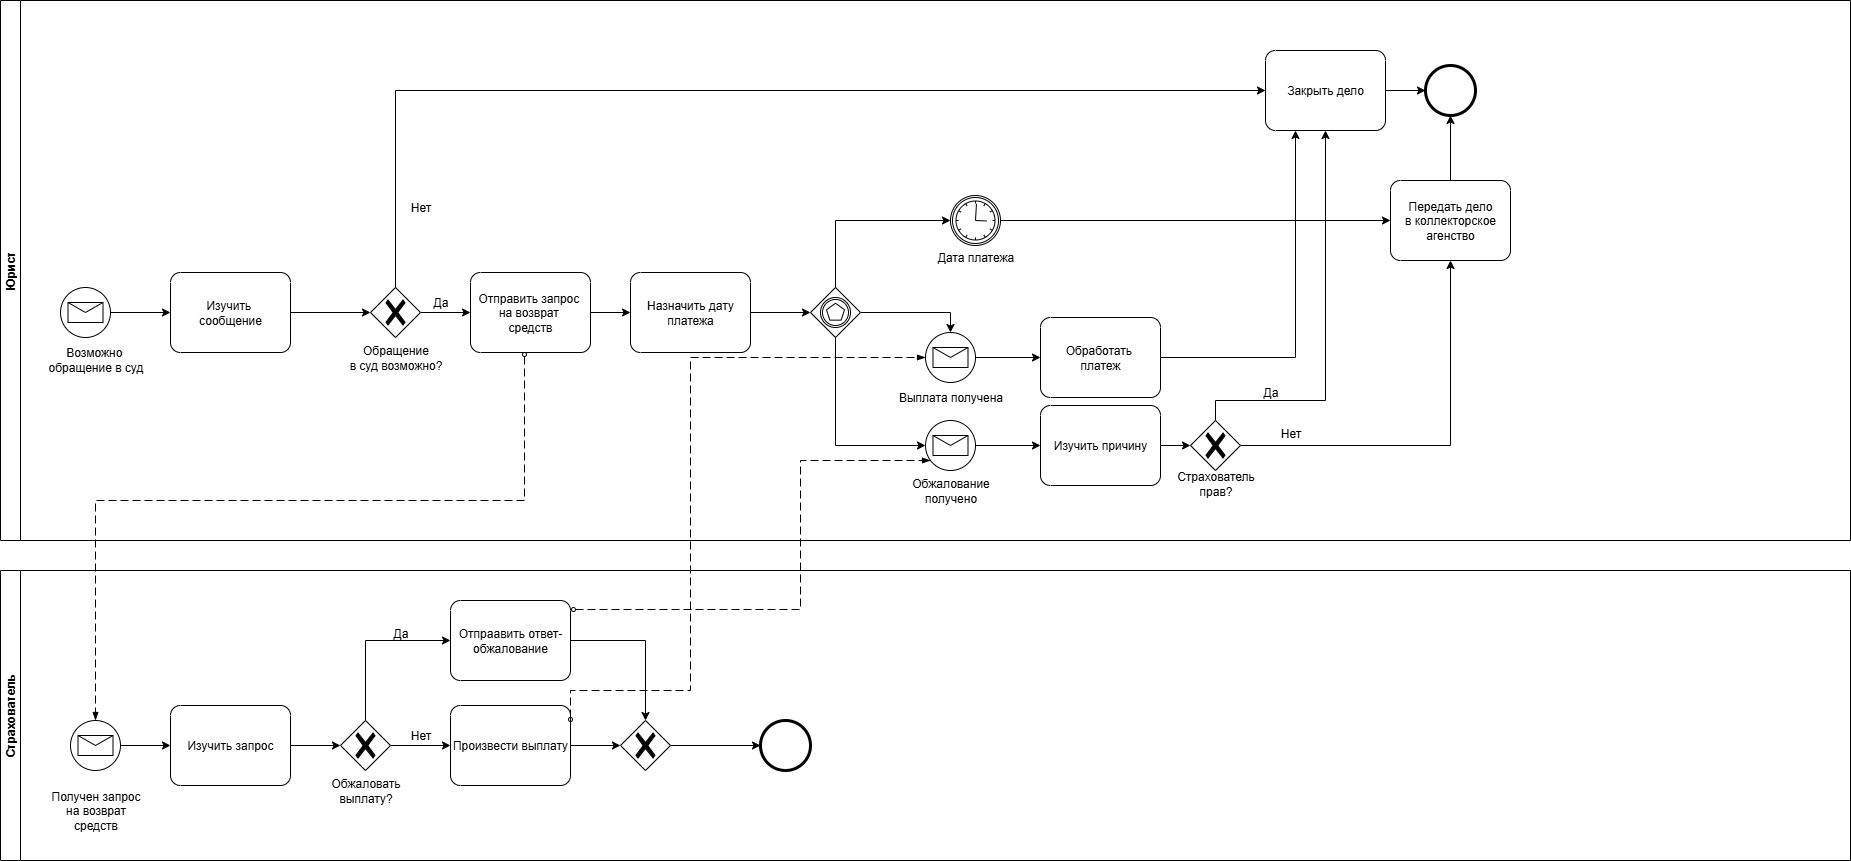 Юрист
Закрыть дело
Нет
Передать дело
в коллекторское
агенство
Дата платежа
Изучить
сообщение
Да
Отправить запрос
на возврат
средств
Назначить дату
платежа
Возможно
обращение в суд
Обращение
в суд возможно?
Обработать
платеж
Выплата получена
Да
Нет
Изучить причину
Страхователь
прав?
Обжалование
получено
Страхователь
Да
Отпраавить ответ-
обжалование
Изучить запрос
Нет
Произвести выплату
Обжаловать
выплату?
Получен запрос
на возврат
средств